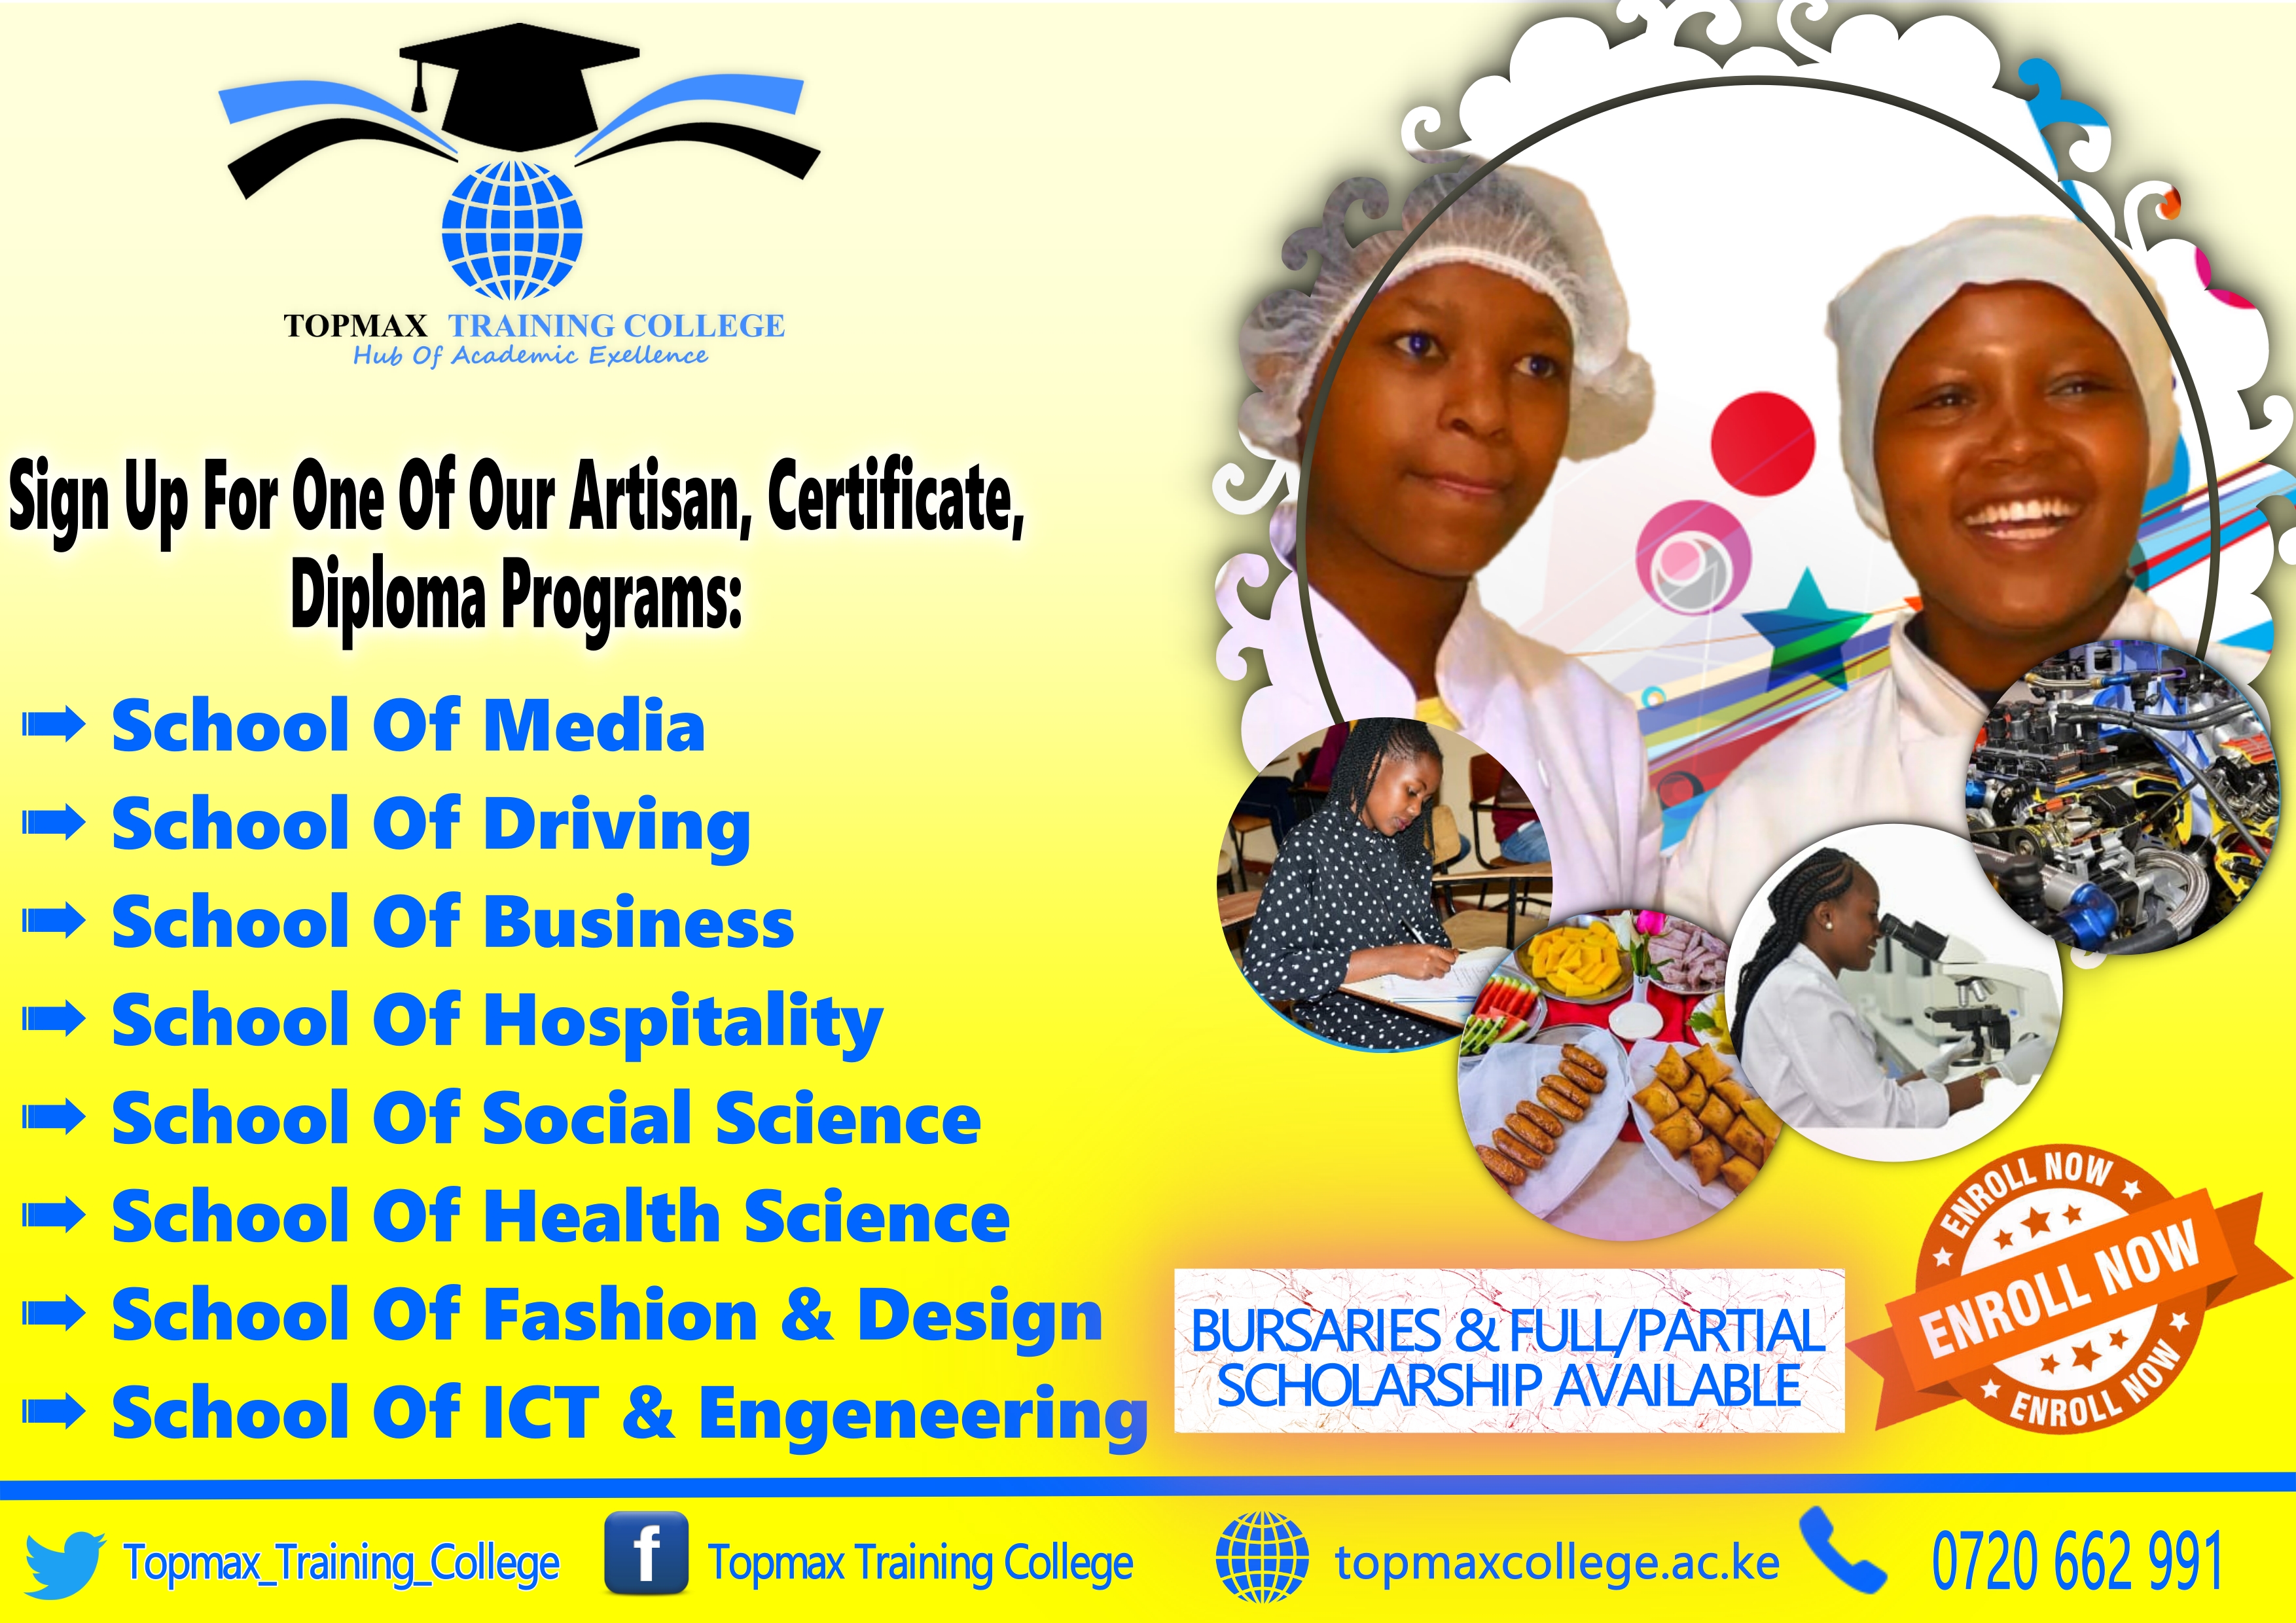 TOPMAX TRAINING COLLEGE
Hub Of Academic Exellence
Sign Up For One Of Our Artisan, Certificate,
Diploma Programs:
School Of Media
School Of Driving
School Of Business
School Of Hospitality
School Of Social Science
School Of Health Science
School Of Fashion & Design
School Of ICT & Engeneering
BURSARIES & FULL/PARTIAL
SCHOLARSHIP AVAILABLE
ENROLL NOW
ENROLL NOW
ENROLL NOW
Topmax_Training_College
f
Topmax Training College
topmaxcollege.ac.ke
0720 662 991